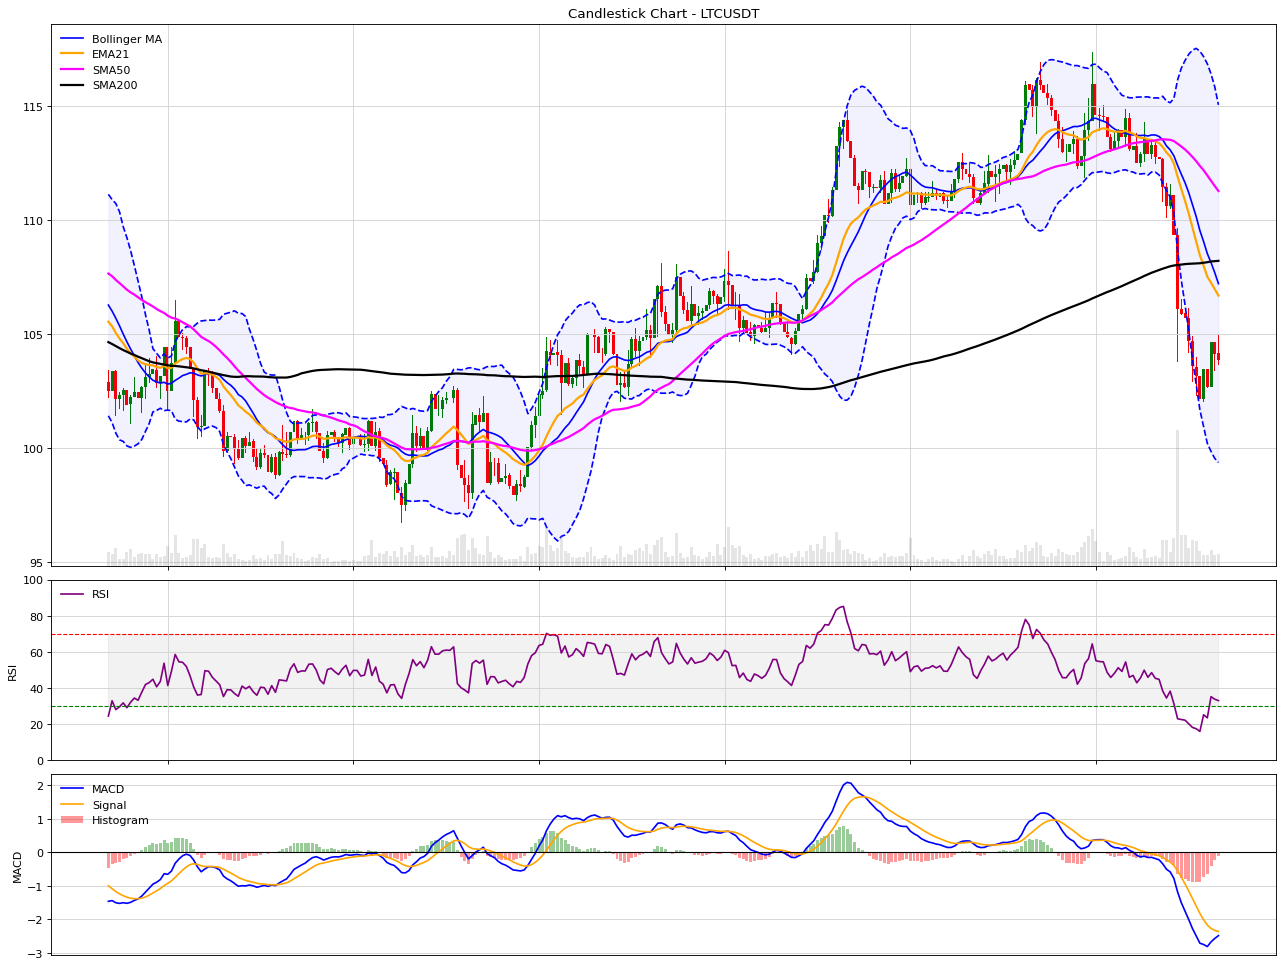 Candlestick Chart - LTCUSDT
Bollinger MA
EMA21
SMA50
SMA200
115
110
105
100
95
100
80
60
40
20
0
RSI
RSI
2
1
0
−1
−2
−3
MACD
MACD
Signal
Histogram